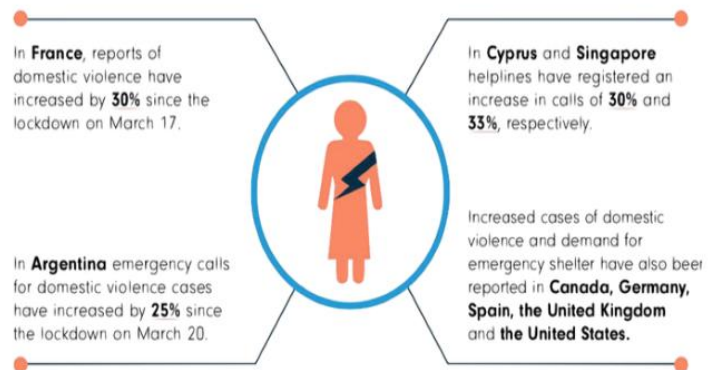 In France, reports of
domestic violence have
increased by 30% since the
lockdown on March 17.
In Cyprus and Singapore
helplines have registered an
increase in calls of 30% and
33%, respectively.
In Argentina emergency calls
for domestic violence cases
have increased by 25% since
the lockdown on March 20.
Increased cases of domestic
violence and demand for
emergency shelter have also been
reported in Canada, Germany,
Spain, the United Kingdom
and the United States.